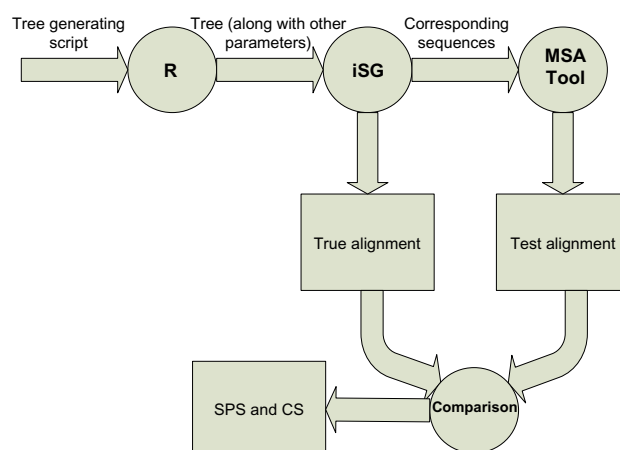 Tree generating
script
Tree (along with other
parameters)
Corresponding
sequences
R
iSG
MSA
Tool
True alignment
Test alignment
SPS and CS
Comparison